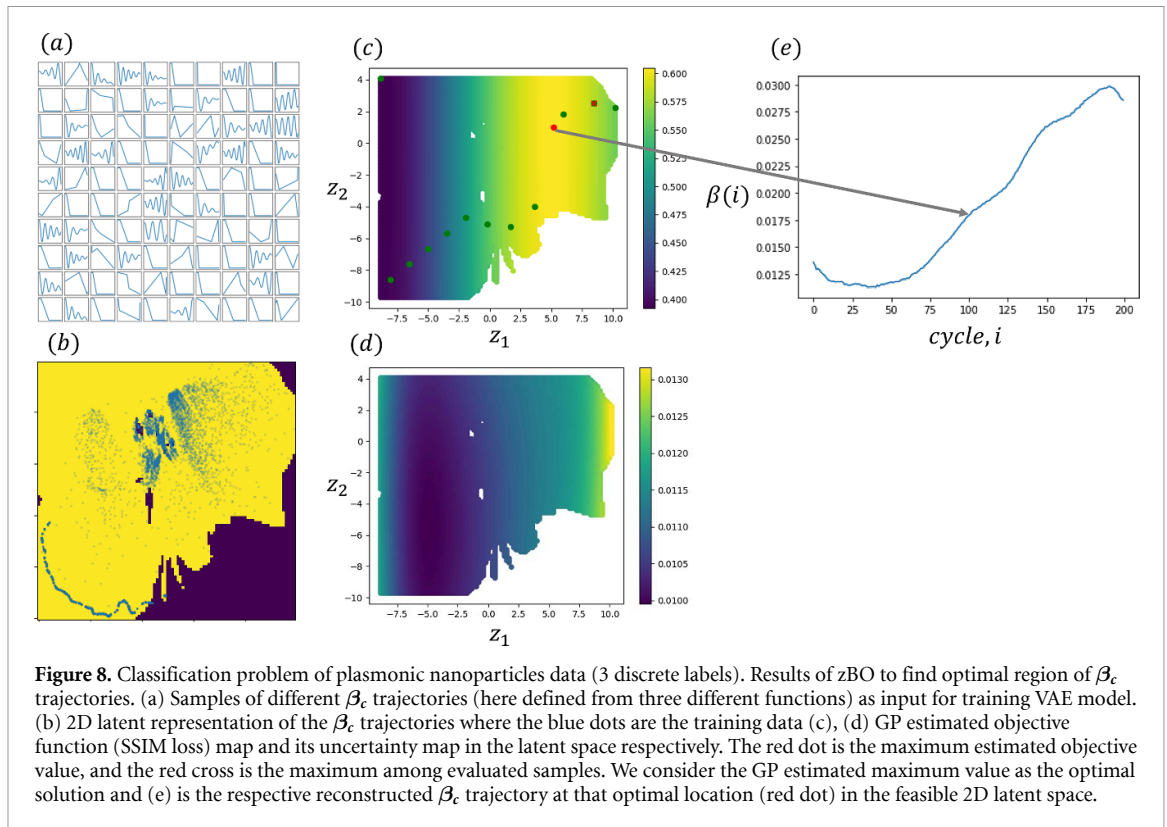 (a)
(c)
(e)
4
2
0
−2
−4
−6
−8
−10
z₂
−7.5 −5.0 −2.5 0.0 2.5 5.0 7.5 10.0
z₁
0.600
0.575
0.550
0.525
0.500
0.475
0.450
0.425
0.400
β(i)
0.0300
0.0275
0.0250
0.0225
0.0200
0.0175
0.0150
0.0125
0 25 50 75 100 125 150 175 200
cycle, i
(b)
(d)
4
2
0
−2
−4
−6
−8
−10
z₂
−7.5 −5.0 −2.5 0.0 2.5 5.0 7.5 10.0
z₁
0.0130
0.0125
0.0120
0.0115
0.0110
0.0105
0.0100
Figure 8. Classification problem of plasmonic nanoparticles data (3 discrete labels). Results of zBO to find optimal region of β_c
trajectories. (a) Samples of different β_c trajectories (here defined from three different functions) as input for training VAE model.
(b) 2D latent representation of the β_c trajectories where the blue dots are the training data (c), (d) GP estimated objective
function (SSIM loss) map and its uncertainty map in the latent space respectively. The red dot is the maximum estimated objective
value, and the red cross is the maximum among evaluated samples. We consider the GP estimated maximum value as the optimal
solution and (e) is the respective reconstructed β_c trajectory at that optimal location (red dot) in the feasible 2D latent space.